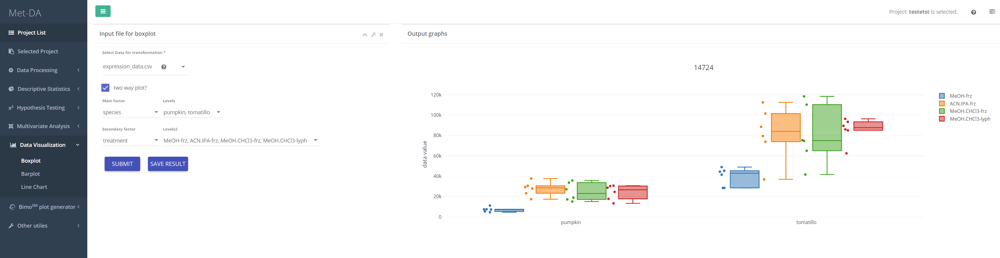 Met-DA
Project List
Selected Project
Data Processing
Descriptive Statistics
x² Hypothesis Testing
Multivariate Analysis
Data Visualization
Boxplot
Barplot
Line Chart
Bimo℠ plot generator
Other utiles
Project: testetst is selected.
Input file for boxplot
Select Data for transformation *
expression_data.csv
two way plot?
Main factor Levels
species pumpkin, tomatillo
Secondary factor Levels2
treatment MeOH-frz, ACN.IPA-frz, MeOH.CHCl3-frz, MeOH.CHCl3-lyph
SUBMIT SAVE RESULT
Output graphs
14724
data value
120k
100k
80k
60k
40k
20k
0
pumpkin tomatillo
MeOH-frz
ACN.IPA-frz
MeOH.CHCl3-frz
MeOH.CHCl3-lyph